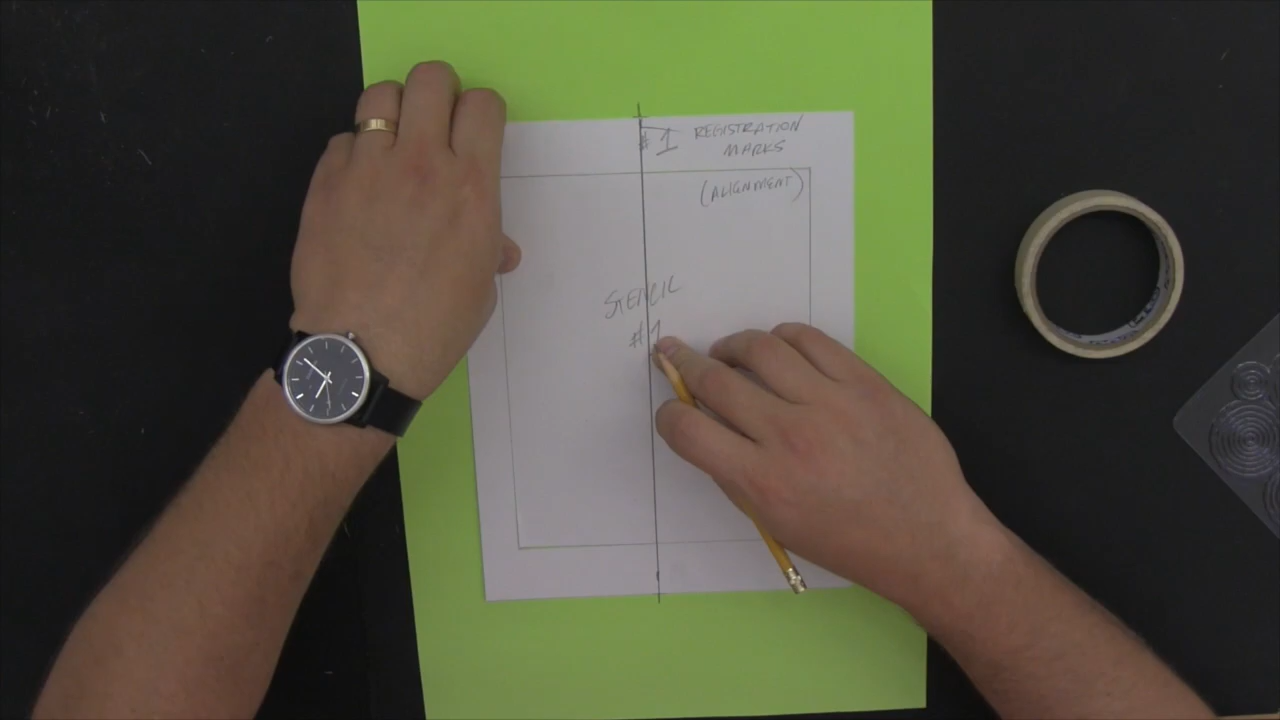 # 1 REGISTRATION
MARKS
(ALIGNMENT)
STENCIL
#1